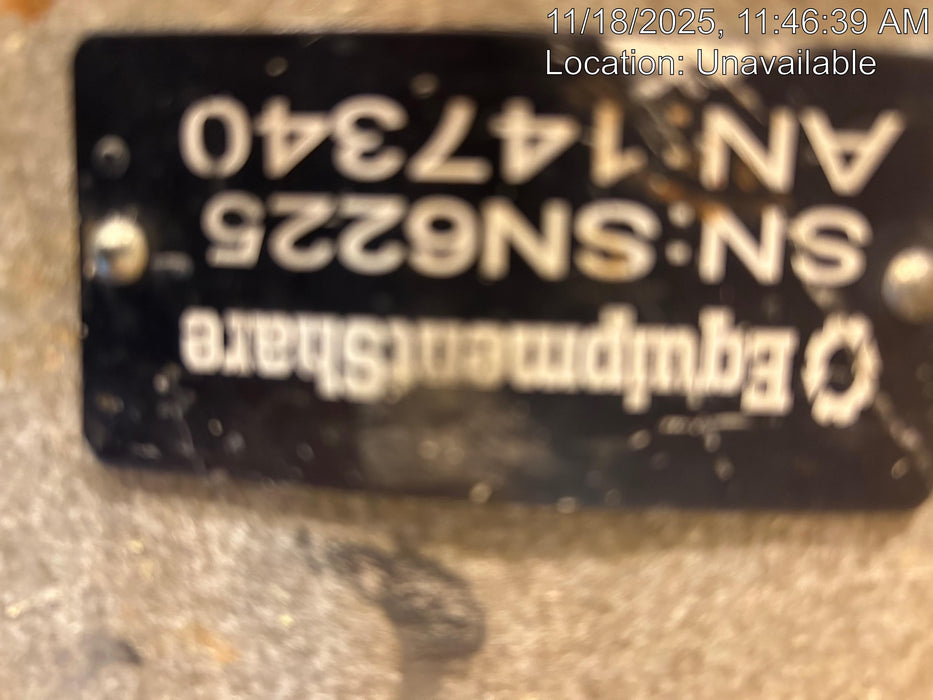 11/18/2025, 11:46:39 AM
Location: Unavailable
EquipmentShare
SN:SN6225
AN:147340